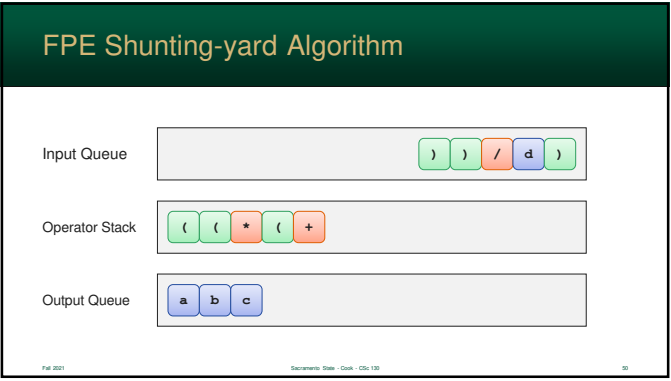 FPE Shunting-yard Algorithm
Input Queue ) ) / d )
Operator Stack ( ( * ( +
Output Queue a b c
Fall 2021 Sacramento State - Cook - CSc 130 50